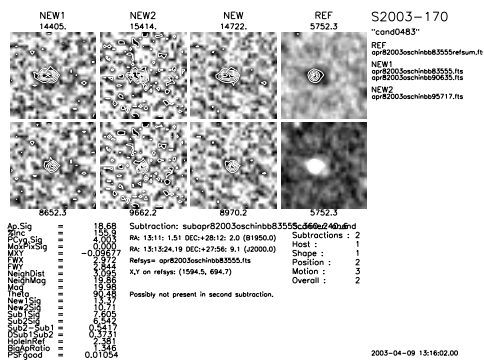 NEW1 NEW2 NEW REF S2003-170
14405. 15414. 14722. 5752.3
"cand0483"
REF
apr82003oschinbb83555refsum.ft
NEW1
apr82003oschinbb83555.fts
apr82003oschinbb90635.fts
NEW2
apr82003oschinbb95717.fts
8652.3 9662.2 8970.2 5752.3
Ap.Sig = 18.68
%Inc = 155.9
PCyg.Sig = 4.003
MaxPixSig = 0.000
MXY = -0.09677
FWX = 2.972
FWY = 2.844
NeighDist = 3.095
NeighMag = 19.86
Mag = 19.98
Theta = 90.48
New1Sig = 13.37
New2Sig = 10.71
Sub1Sig = 7.605
Sub2Sig = 6.542
Sub2-Sub1 = 0.5417
DSub1Sub2 = 0.3731
HoleInRef = 2.381
BigApRatio = 1.346
PSFgood = 0.01054
Subtraction: subapr82003oschinbb83555
RA: 13:11: 1.51 DEC:+28:12: 2.0 (B1950.0)
RA: 13:13:24.19 DEC:+27:56: 9.1 (J2000.0)
Refsys= apr82003oschinbb83555.fts
X,Y on refsys: (1594.5, 694.7)
Possibly not present in second subtraction.
Subtractions : 2
Host : 1
Shape : 1
Position : 2
Motion : 3
Overall : 2
2003-04-09 13:16:02.00